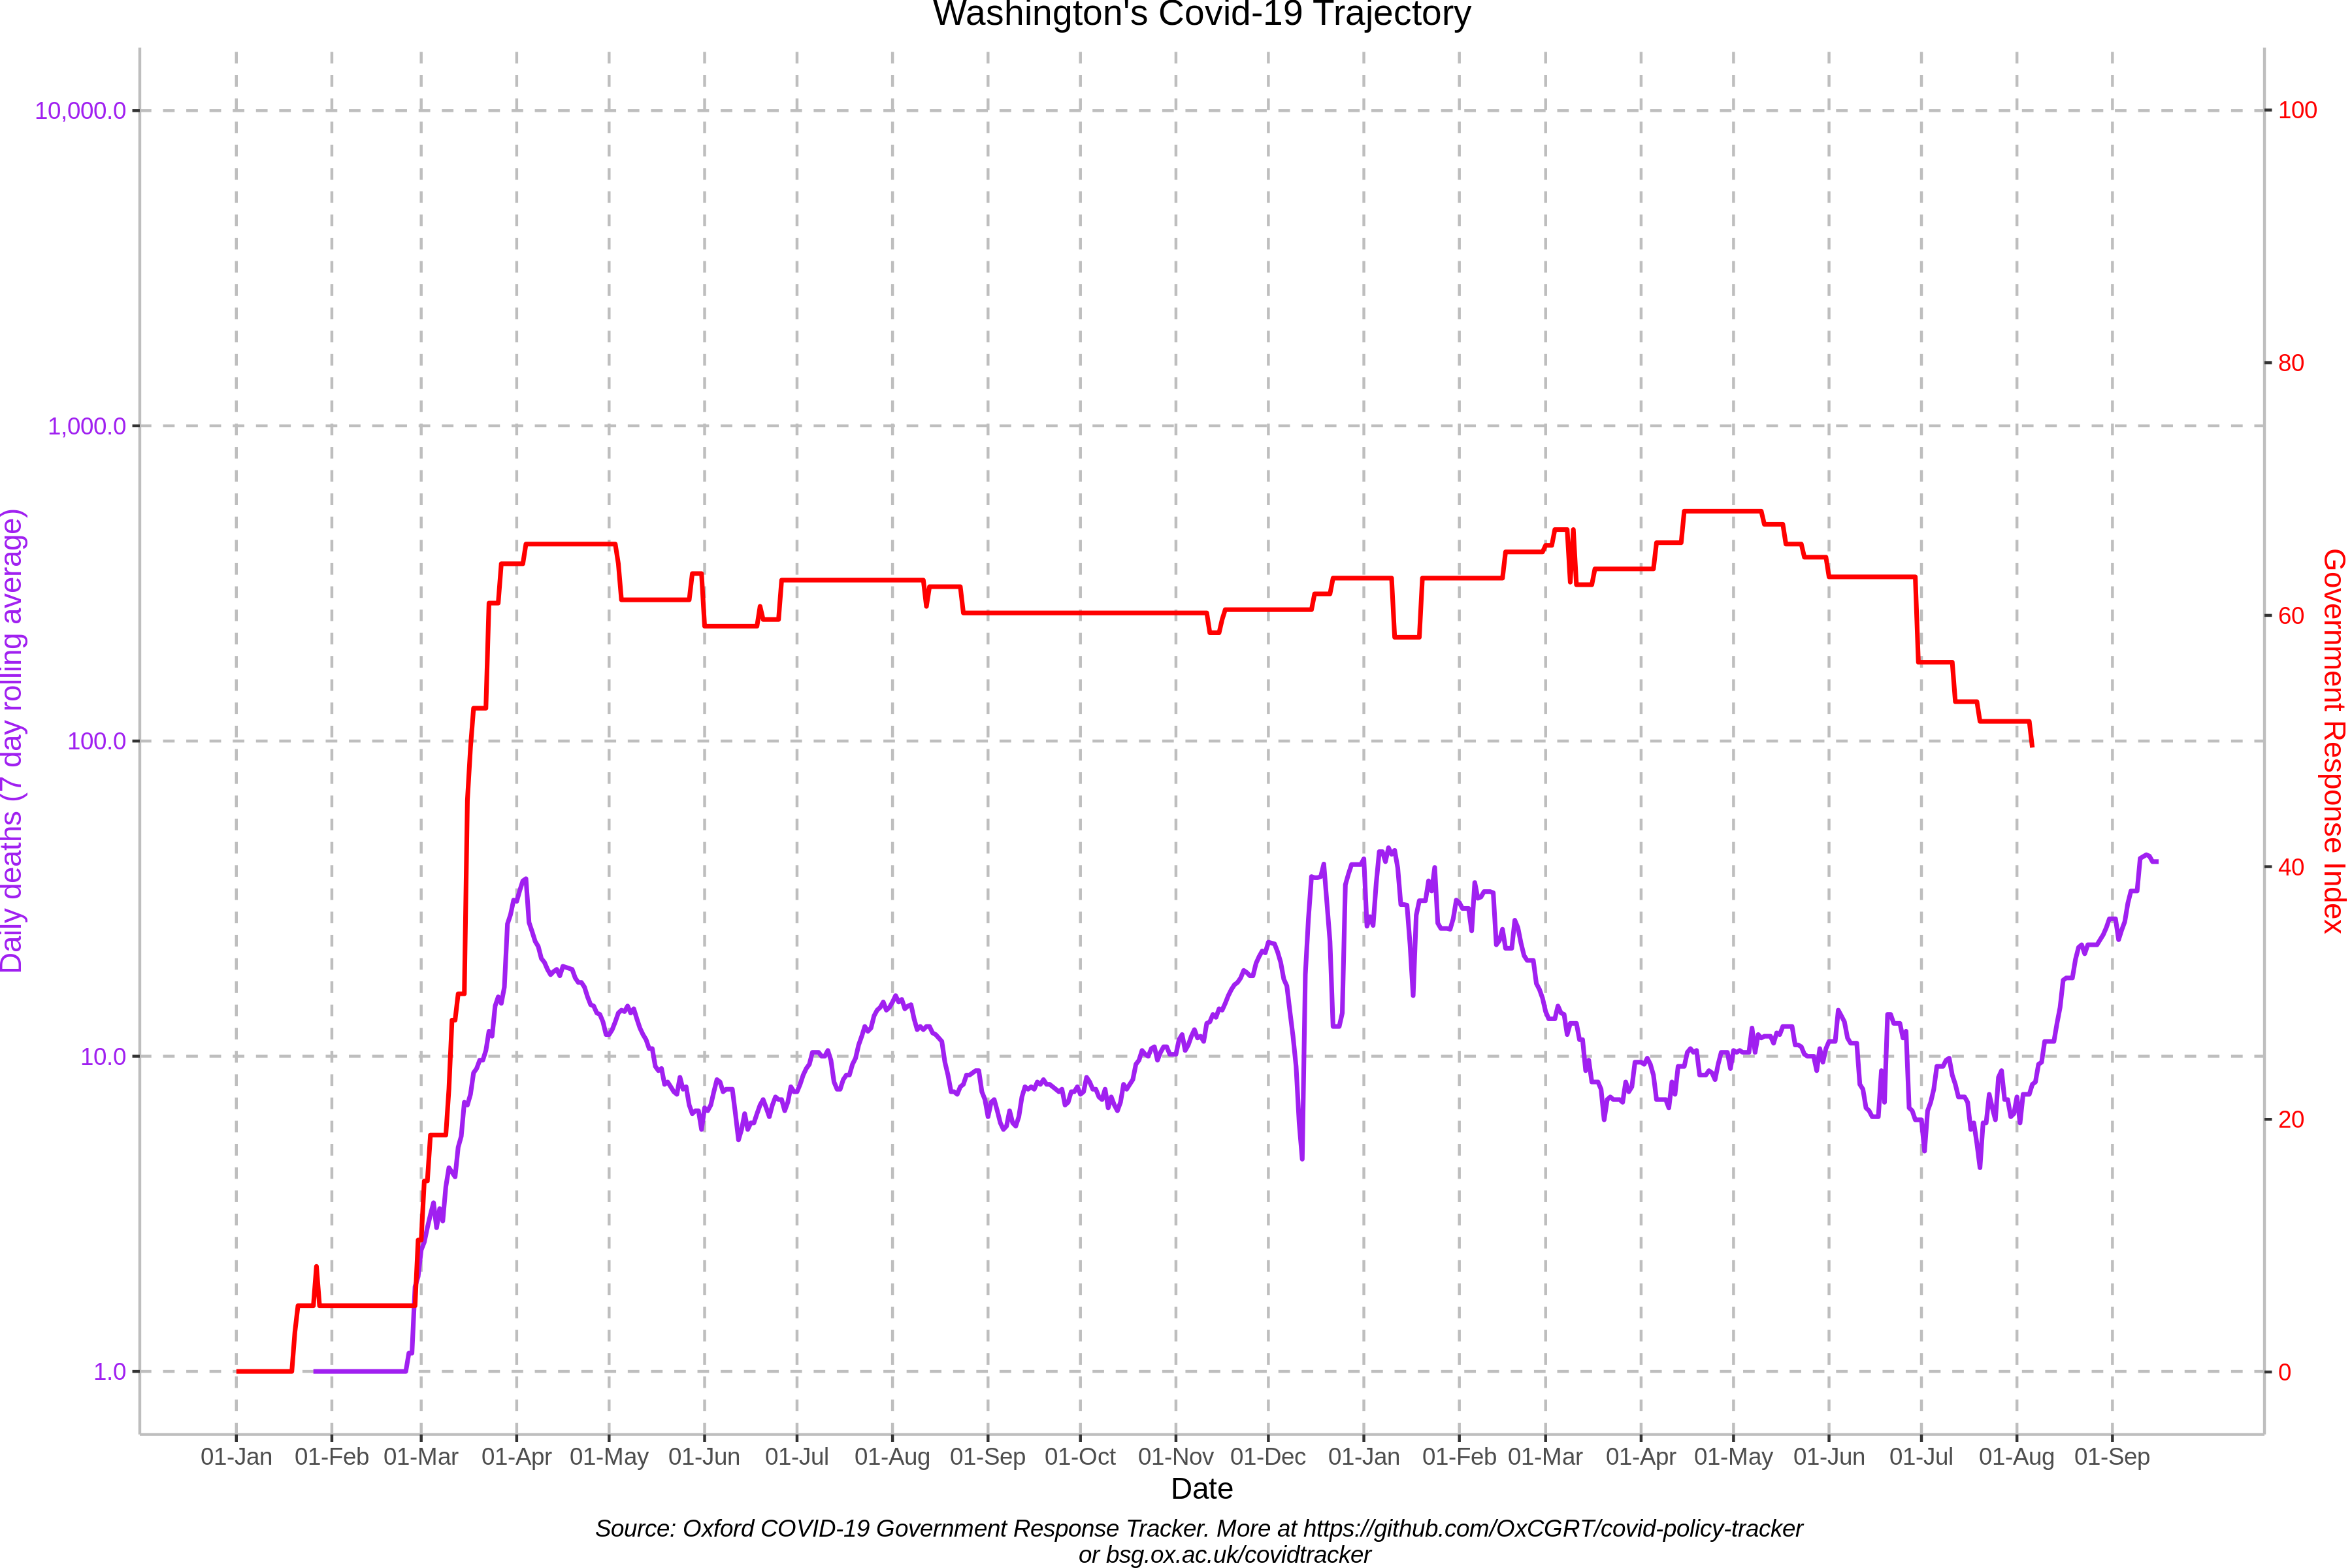 Washington's Covid-19 Trajectory
Daily deaths (7 day rolling average)
10,000.0
1,000.0
100.0
10.0
1.0
100
80
60
40
20
0
Government Response Index
01-Jan 01-Feb 01-Mar 01-Apr 01-May 01-Jun 01-Jul 01-Aug 01-Sep 01-Oct 01-Nov 01-Dec 01-Jan 01-Feb 01-Mar 01-Apr 01-May 01-Jun 01-Jul 01-Aug 01-Sep
Date
Source: Oxford COVID-19 Government Response Tracker. More at https://github.com/OxCGRT/covid-policy-tracker
or bsg.ox.ac.uk/covidtracker